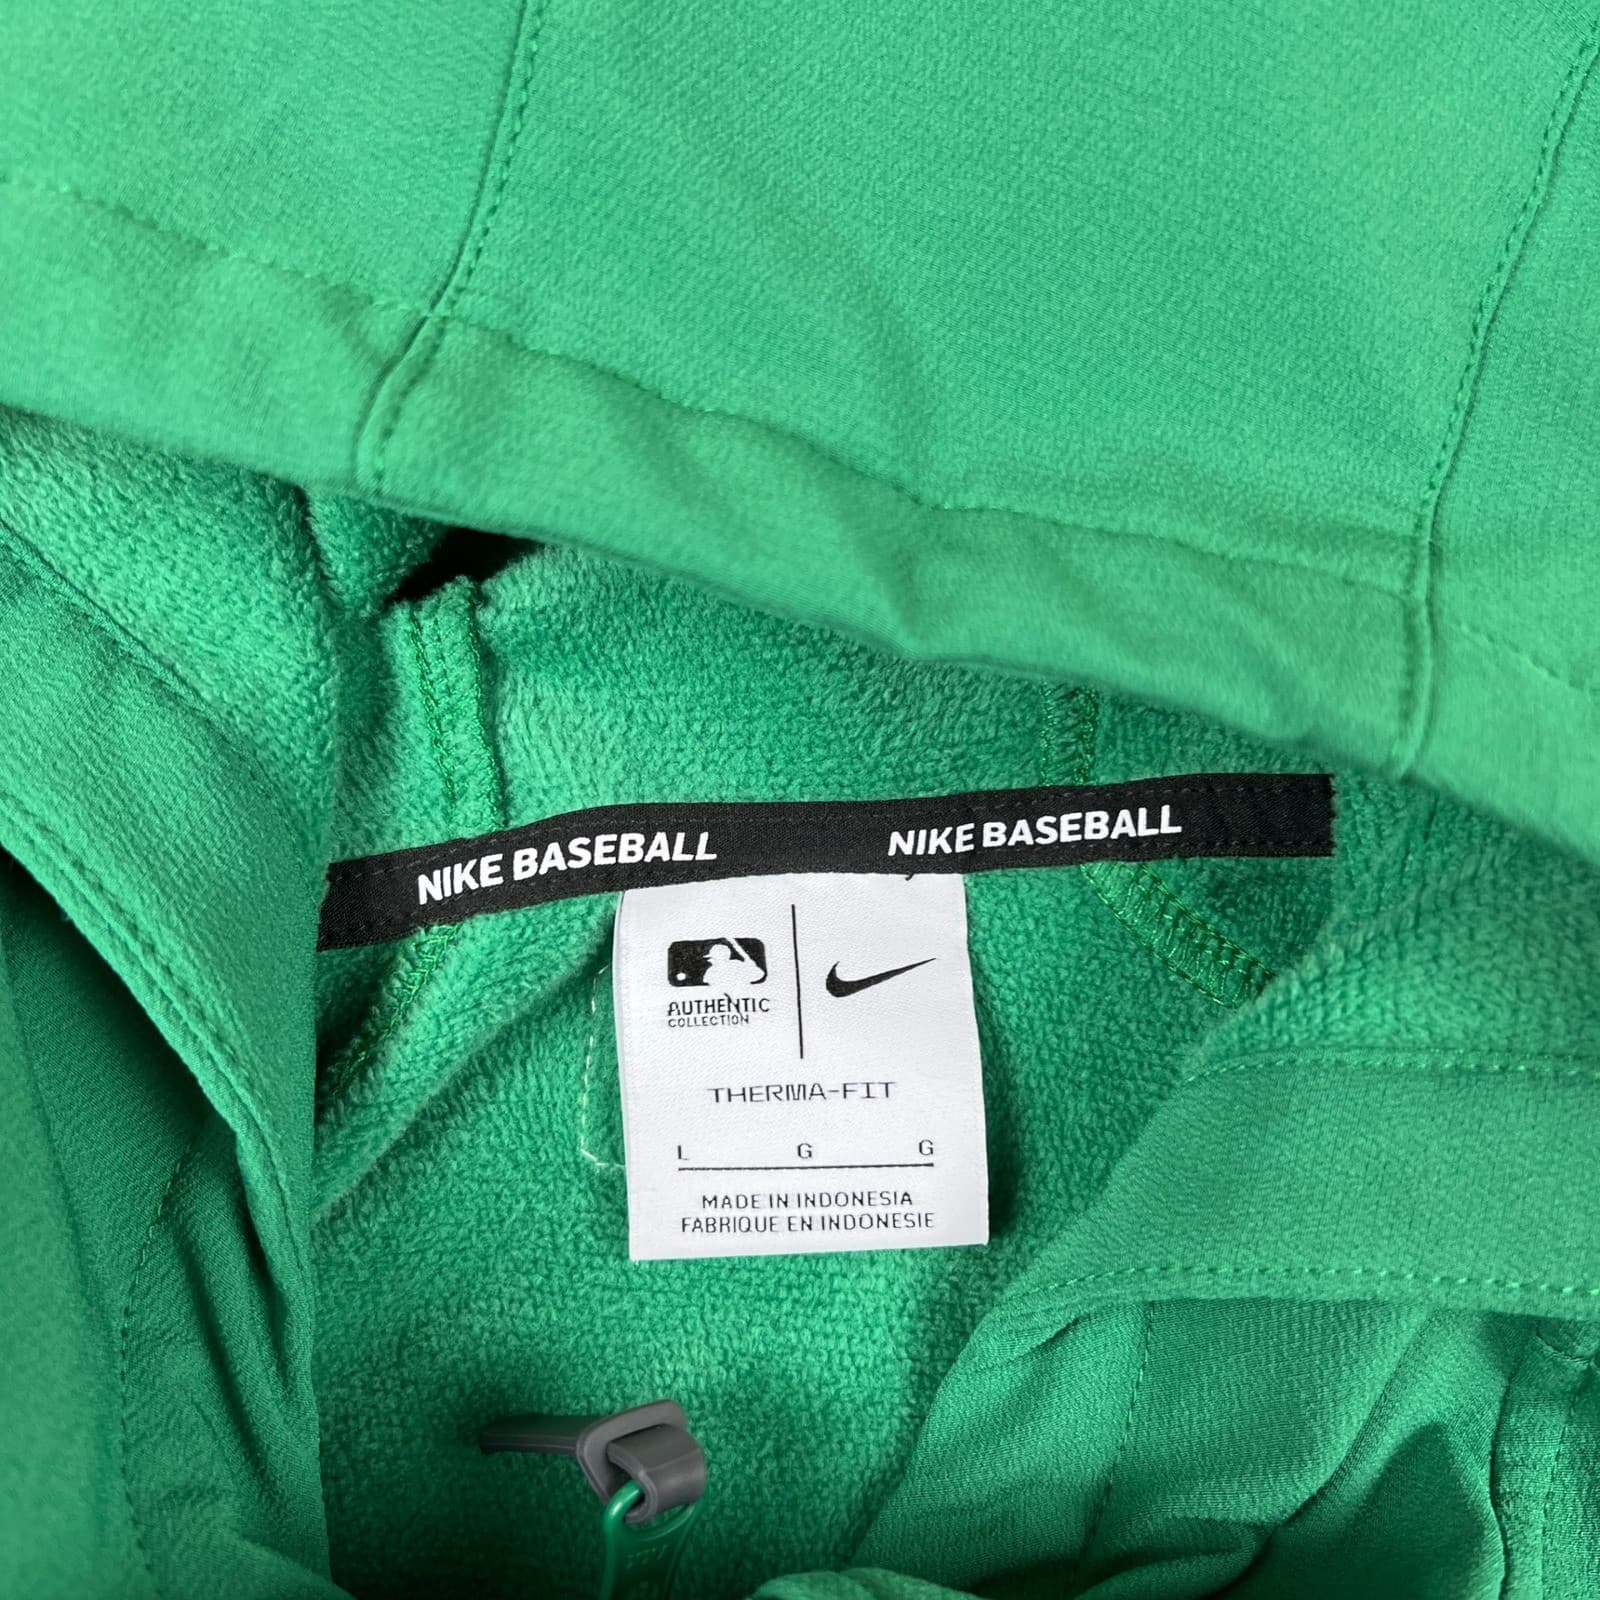 NIKE BASEBALL NIKE BASEBALL
AUTHENTIC
COLLECTION
THERMA-FIT
L G G
MADE IN INDONESIA
FABRIQUE EN INDONESIE